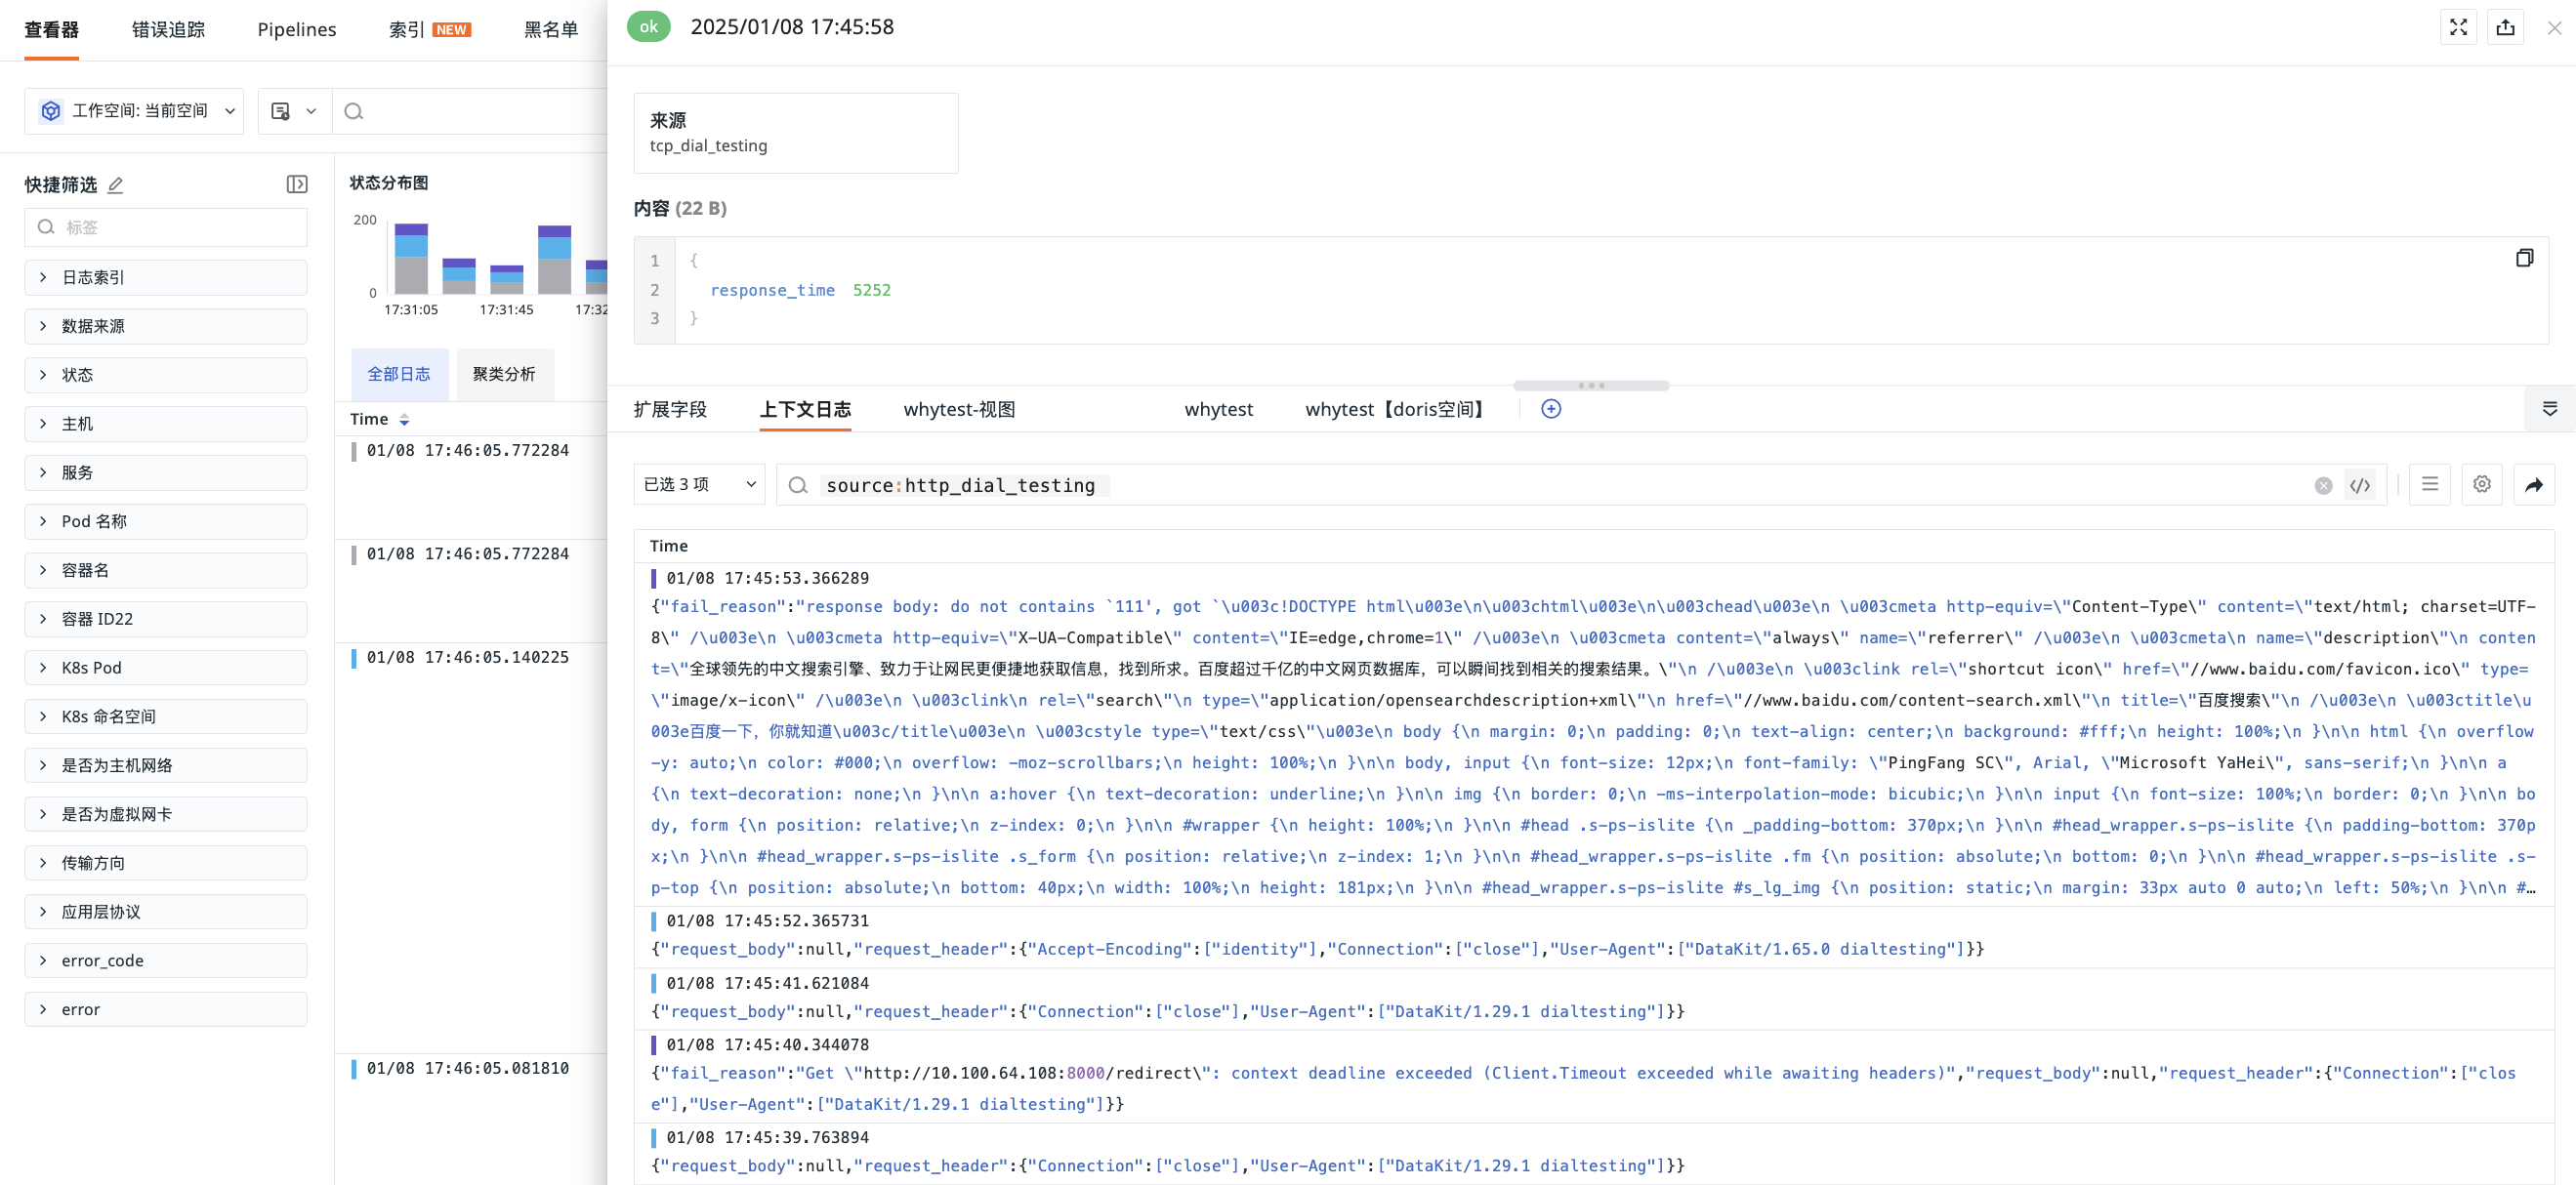 查看器 错误追踪 Pipelines 索引 NEW 黑名单
工作空间: 当前空间
快捷筛选
标签
日志索引
数据来源
状态
主机
服务
Pod 名称
容器名
容器 ID22
K8s Pod
K8s 命名空间
是否为主机网络
是否为虚拟网卡
传输方向
应用层协议
error_code
error
状态分布图
200
0
17:31:05 17:31:45 17:32
全部日志 聚类分析
Time
01/08 17:46:05.772284
01/08 17:46:05.772284
01/08 17:46:05.140225
01/08 17:46:05.081810
ok 2025/01/08 17:45:58
来源
tcp_dial_testing
内容 (22 B)
1 {
2 response_time 5252
3 }
扩展字段 上下文日志 whytest-视图 whytest whytest【doris空间】
已选 3 项 source:http_dial_testing
Time
01/08 17:45:53.366289
{"fail_reason":"response body: do not contains `111', got `\u003c!DOCTYPE html\u003e\n\u003chtml\u003e\n\u003chead\u003e\n \u003cmeta http-equiv=\"Content-Type\" content=\"text/html; charset=UTF-
8\" /\u003e\n \u003cmeta http-equiv=\"X-UA-Compatible\" content=\"IE=edge,chrome=1\" /\u003e\n \u003cmeta content=\"always\" name=\"referrer\" /\u003e\n \u003cmeta\n name=\"description\"\n conten
t=\"全球领先的中文搜索引擎、致力于让网民更便捷地获取信息，找到所求。百度超过千亿的中文网页数据库，可以瞬间找到相关的搜索结果。\"\n /\u003e\n \u003clink rel=\"shortcut icon\" href=\"//www.baidu.com/favicon.ico\" type=
\"image/x-icon\" /\u003e\n \u003clink\n rel=\"search\"\n type=\"application/opensearchdescription+xml\"\n href=\"//www.baidu.com/content-search.xml\"\n title=\"百度搜索\"\n /\u003e\n \u003ctitle\u
003e百度一下，你就知道\u003c/title\u003e\n \u003cstyle type=\"text/css\"\u003e\n body {\n margin: 0;\n padding: 0;\n text-align: center;\n background: #fff;\n height: 100%;\n }\n\n html {\n overflow
-y: auto;\n color: #000;\n overflow: -moz-scrollbars;\n height: 100%;\n }\n\n body, input {\n font-size: 12px;\n font-family: \"PingFang SC\", Arial, \"Microsoft YaHei\", sans-serif;\n }\n\n a
{\n text-decoration: none;\n }\n\n a:hover {\n text-decoration: underline;\n }\n\n img {\n border: 0;\n -ms-interpolation-mode: bicubic;\n }\n\n input {\n font-size: 100%;\n border: 0;\n }\n\n bo
dy, form {\n position: relative;\n z-index: 0;\n }\n\n #wrapper {\n height: 100%;\n }\n\n #head .s-ps-islite {\n _padding-bottom: 370px;\n }\n\n #head_wrapper.s-ps-islite {\n padding-bottom: 370p
x;\n }\n\n #head_wrapper.s-ps-islite .s_form {\n position: relative;\n z-index: 1;\n }\n\n #head_wrapper.s-ps-islite .fm {\n position: absolute;\n bottom: 0;\n }\n\n #head_wrapper.s-ps-islite .s-
p-top {\n position: absolute;\n bottom: 40px;\n width: 100%;\n height: 181px;\n }\n\n #head_wrapper.s-ps-islite #s_lg_img {\n position: static;\n margin: 33px auto 0 auto;\n left: 50%;\n }\n\n #…
01/08 17:45:52.365731
{"request_body":null,"request_header":{"Accept-Encoding":["identity"],"Connection":["close"],"User-Agent":["DataKit/1.65.0 dialtesting"]}}
01/08 17:45:41.621084
{"request_body":null,"request_header":{"Connection":["close"],"User-Agent":["DataKit/1.29.1 dialtesting"]}}
01/08 17:45:40.344078
{"fail_reason":"Get \"http://10.100.64.108:8000/redirect\": context deadline exceeded (Client.Timeout exceeded while awaiting headers)","request_body":null,"request_header":{"Connection":["clos
e"],"User-Agent":["DataKit/1.29.1 dialtesting"]}}
01/08 17:45:39.763894
{"request_body":null,"request_header":{"Connection":["close"],"User-Agent":["DataKit/1.29.1 dialtesting"]}}